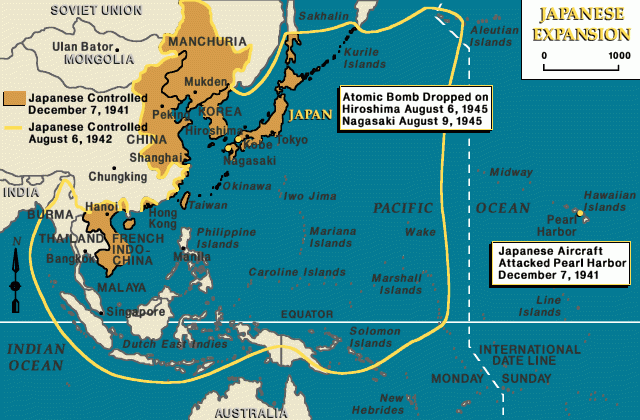 SOVIET UNION
Sakhalin
Aleutian
Islands
JAPANESE
EXPANSION
0 1000
MANCHURIA
Ulan Bator
MONGOLIA
Kurile
Islands
Mukden
Japanese Controlled
December 7, 1941
Japanese Controlled
August 6, 1942
Peking
KOREA
JAPAN
Atomic Bomb Dropped on
Hiroshima August 6, 1945
Nagasaki August 9, 1945
CHINA
Hiroshima
Kobe
Tokyo
Shanghai
Nagasaki
Chungking
Okinawa
Iwo Jima
Midway
INDIA
Hawaiian
Islands
BURMA
Hanoi
Hong
Kong
Taiwan
PACIFIC OCEAN
Pearl
Harbor
THAILAND
FRENCH
INDO-
CHINA
Bangkok
Philippine
Islands
Manila
Mariana
Islands
Wake
Japanese Aircraft
Attacked Pearl Harbor
December 7, 1941
N
MALAYA
Caroline Islands
Marshall
Islands
Line
Islands
Singapore
EQUATOR
Dutch East Indies
Solomon
Islands
INDIAN
OCEAN
INTERNATIONAL
DATE LINE
MONDAY SUNDAY
New
Hebrides
AUSTRALIA